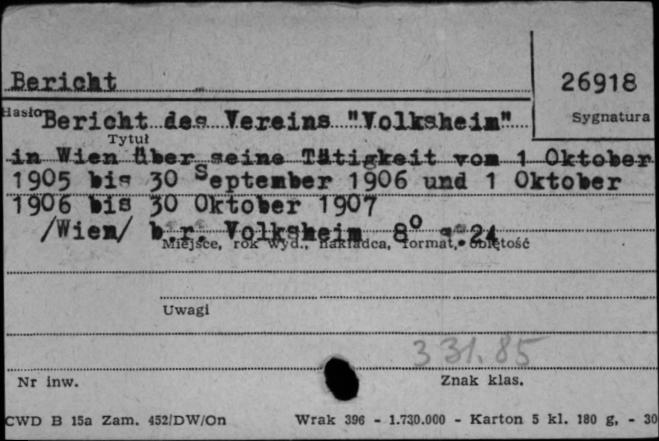 Bericht
26918
Hasło
Sygnatura
Bericht des Vereins "Volksheim"
Tytuł
in Wien über seine Tätigkeit vom 1 Oktober
1905 bis 30 September 1906 und 1 Oktober
1906 bis 30 Oktober 1907
/Wien/ b r. Volksheim 8° s. 24
Miejsce, rok wyd., nakładca, format, objętość
Uwagi
331.85
Nr inw.
Znak klas.
CWD B 15a Zam. 452/DW/On Wrak 396 - 1.730.000 - Karton 5 kl. 180 g, - 30